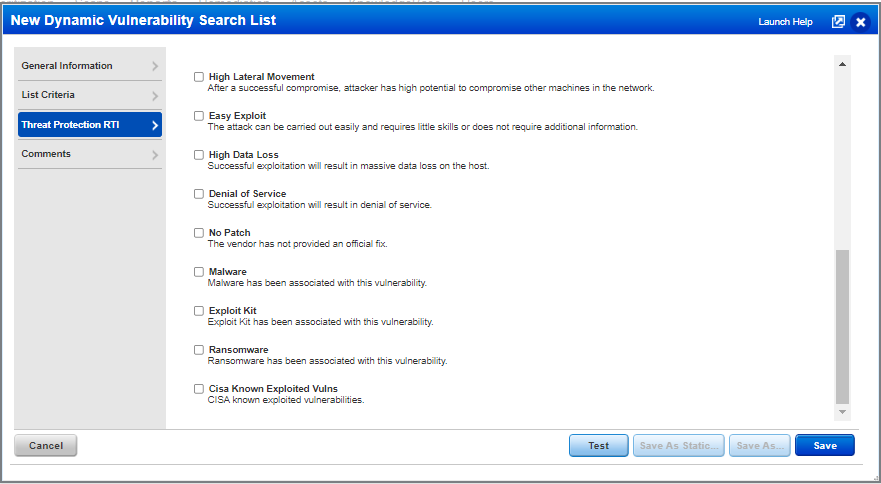 New Dynamic Vulnerability Search List
Launch Help
General Information
List Criteria
Threat Protection RTI
Comments
High Lateral Movement
After a successful compromise, attacker has high potential to compromise other machines in the network.
Easy Exploit
The attack can be carried out easily and requires little skills or does not require additional information.
High Data Loss
Successful exploitation will result in massive data loss on the host.
Denial of Service
Successful exploitation will result in denial of service.
No Patch
The vendor has not provided an official fix.
Malware
Malware has been associated with this vulnerability.
Exploit Kit
Exploit Kit has been associated with this vulnerability.
Ransomware
Ransomware has been associated with this vulnerability.
Cisa Known Exploited Vulns
CISA known exploited vulnerabilities.
Cancel
Test
Save As Static...
Save As...
Save